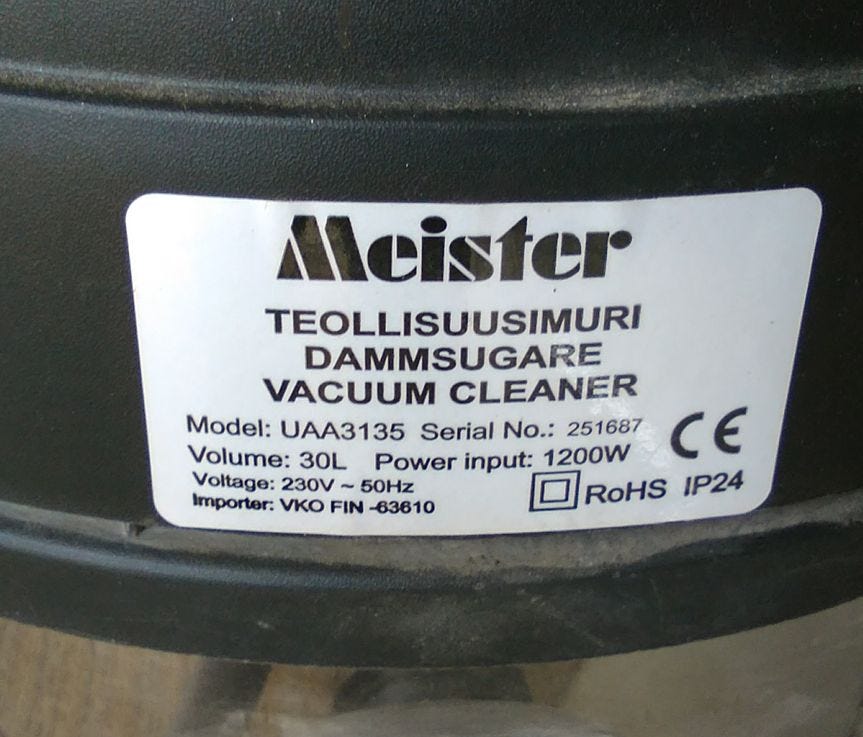 Meister
TEOLLISUUSIMURI
DAMMSUGARE
VACUUM CLEANER
Model: UAA3135 Serial No.: 251687
Volume: 30L Power input: 1200W CE
Voltage: 230V ~ 50Hz
Importer: VKO FIN -63610 RoHS IP24